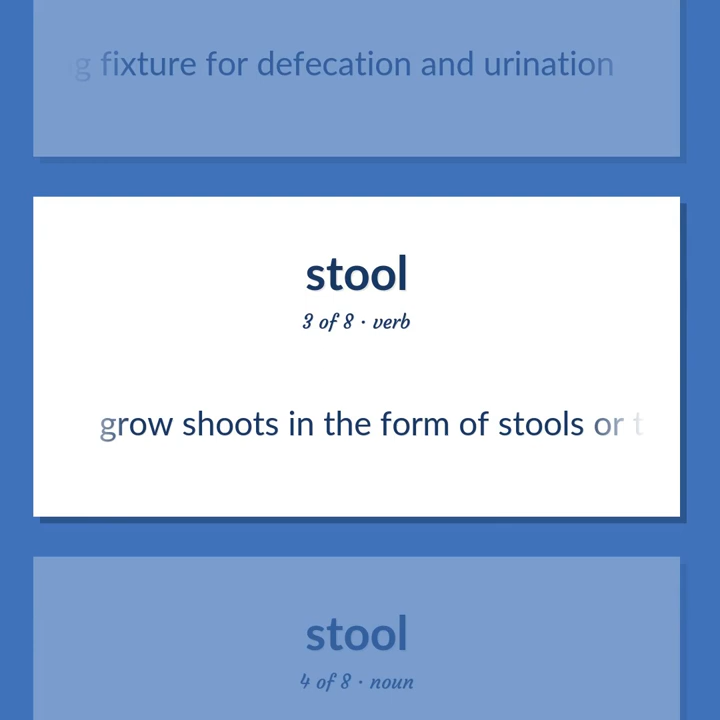 fixture for defecation and urination
stool
3 of 8 · verb
grow shoots in the form of stools or
stool
4 of 8 · noun